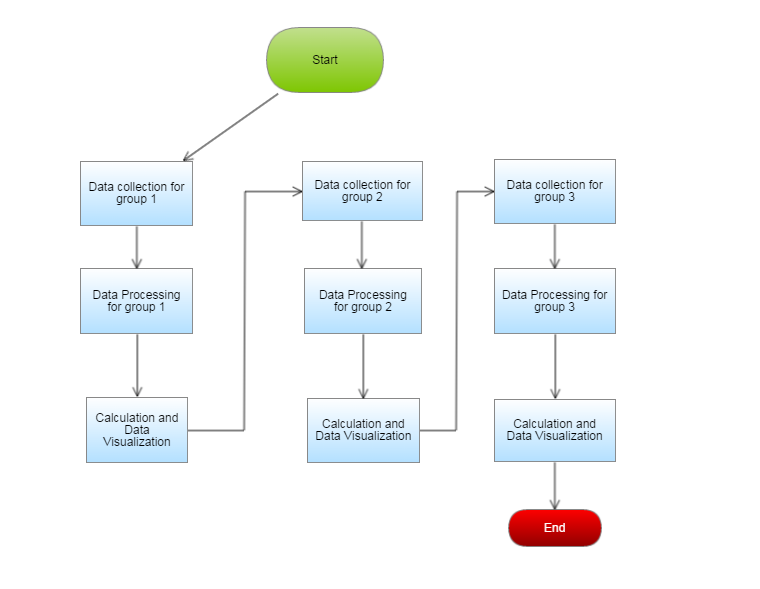 Start
Data collection for
group 1
Data Processing
for group 1
Calculation and
Data
Visualization
Data collection for
group 2
Data Processing
for group 2
Calculation and
Data Visualization
Data collection for
group 3
Data Processing for
group 3
Calculation and
Data Visualization
End